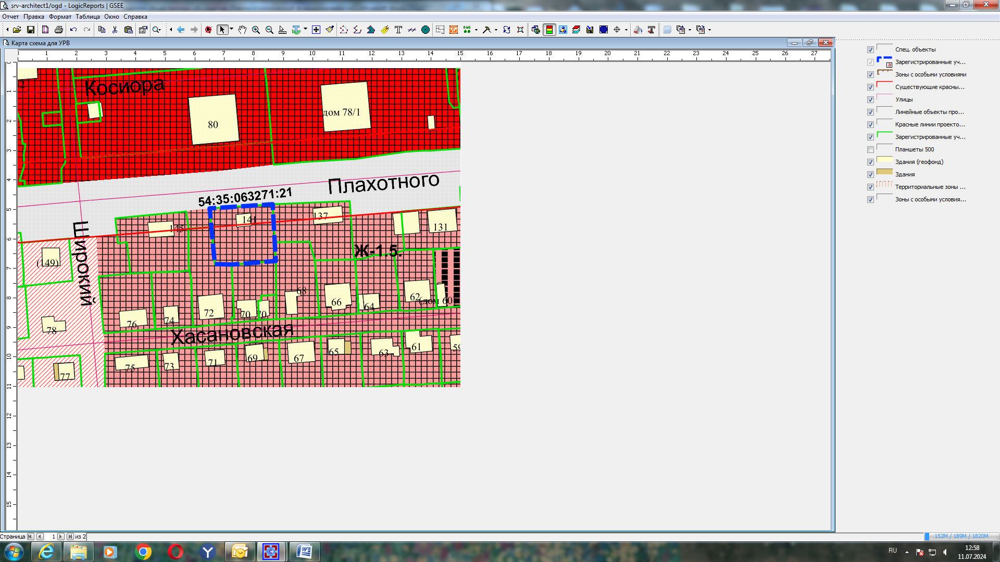 srv-architect1/ogd - LogicReports | GSEE
Отчет Правка Формат Таблица Окно Справка
Карта схема для УРВ
0 1 2 3 4 5 6 7 8 9 10 11 12 13 14 15 16 17 18 19 20 21 22 23 24 25 26 27
0 1 2 3 4 5 6 7 8 9 10 11 12 13 14 15
Косиора
80
дом 78/1
Плахотного
54:35:063271:21
145
141
137
131
Широкий
Ж-1.5.
(149)
78
77
76
74
72
70
70
68
66
64
62
(дом 60)
Хасановская
75
73
71
69
67
65
63
61
59
Спец. объекты
Зарегистрированные уч...
Зоны с особыми условиями
Существующие красны...
Улицы
Линейные объекты про...
Красные линии проекто...
Зарегистрированные уч...
Планшеты 500
Здания (геофонд)
Здания
Территориальные зоны ...
Зоны с особыми условия...
Страница 1 из 2
152M / 189M / 1820M
RU
12:58
11.07.2024